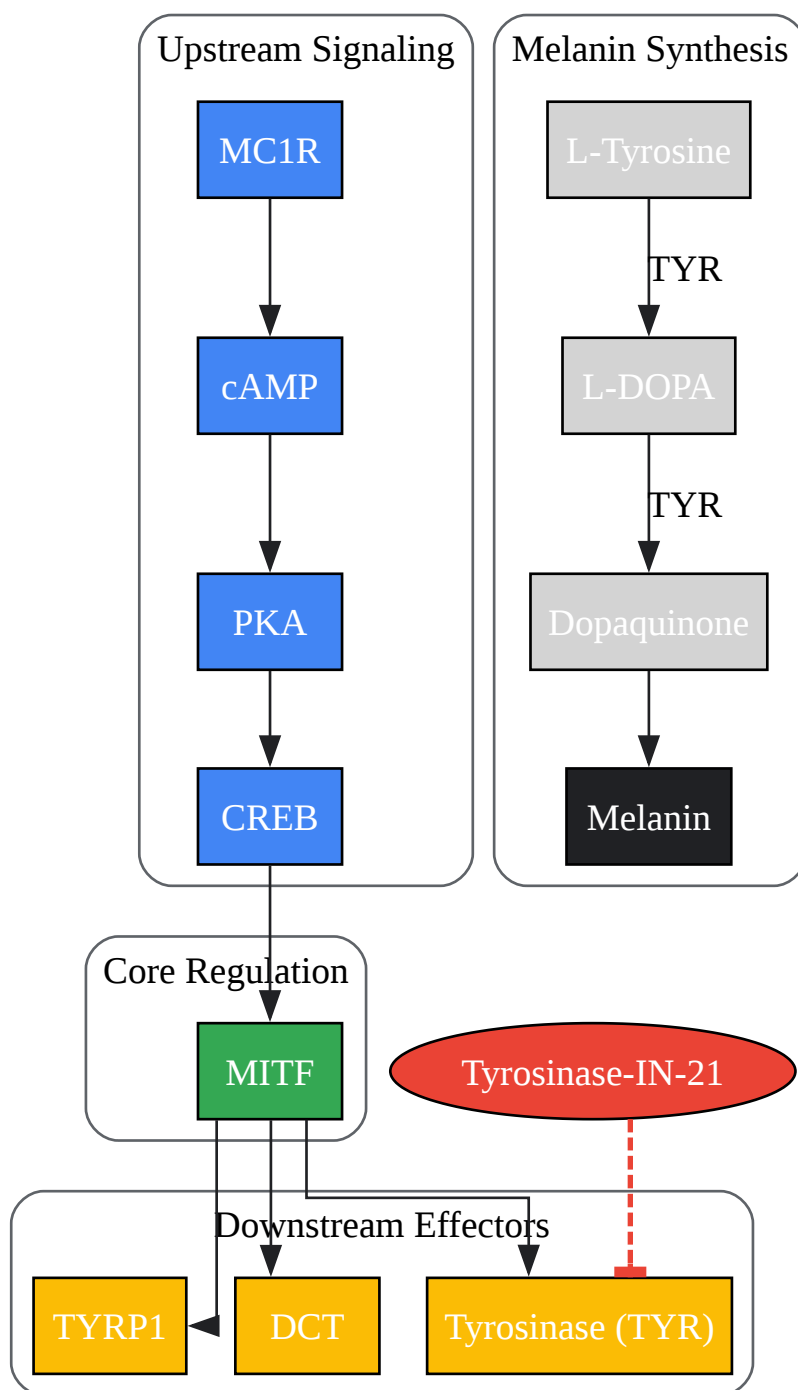 Upstream Signaling
MC1R
cAMP
PKA
CREB
Melanin Synthesis
L-Tyrosine
TYR
L-DOPA
TYR
Dopaquinone
Melanin
Core Regulation
MITF
Tyrosinase-IN-21
Downstream Effectors
TYRP1
DCT
Tyrosinase (TYR)